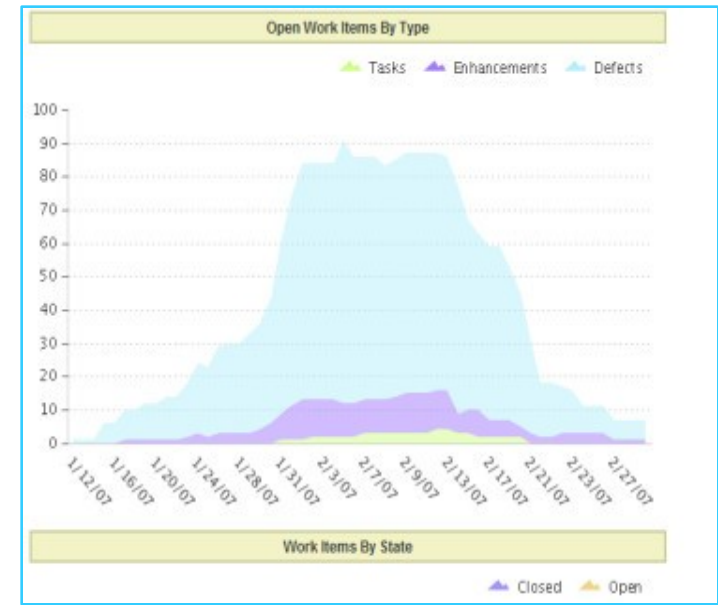 Open Work Items By Type
Tasks Enhancements Defects
100
90
80
70
60
50
40
30
20
10
0
1/12/07 1/16/07 1/20/07 1/24/07 1/28/07 1/31/07 2/3/07 2/7/07 2/9/07 2/13/07 2/17/07 2/21/07 2/23/07 2/27/07
Work Items By State
Closed Open